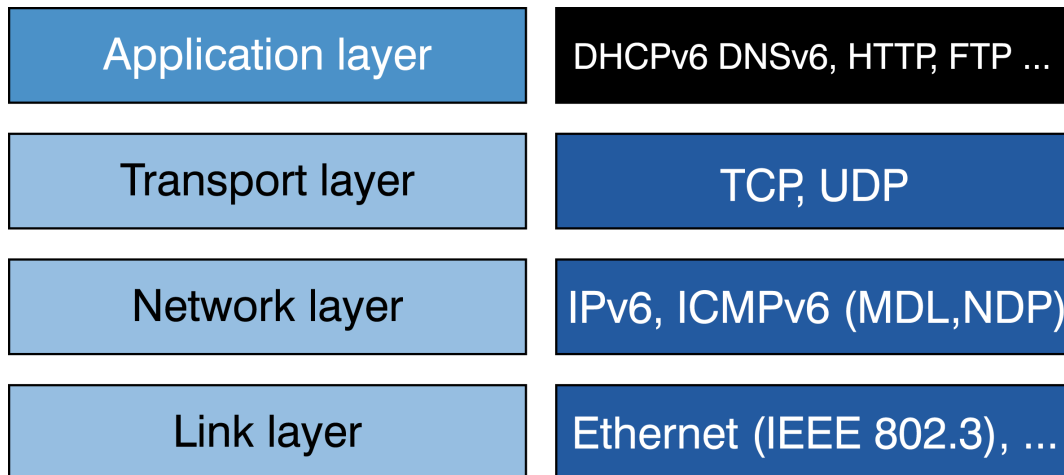 Application layer
DHCPv6 DNSv6, HTTP, FTP ...
Transport layer
TCP, UDP
Network layer
IPv6, ICMPv6 (MDL,NDP)
Link layer
Ethernet (IEEE 802.3), ...